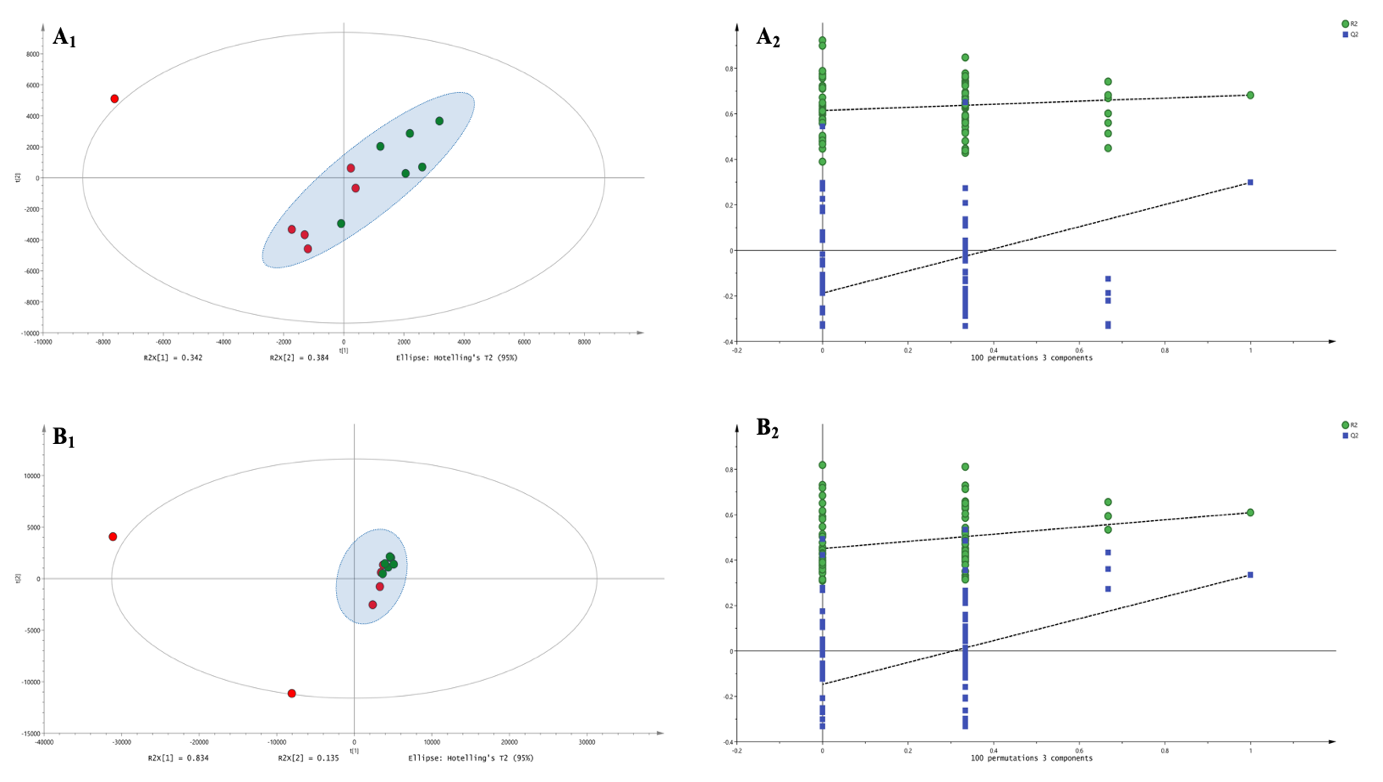 A1
8000
6000
4000
2000
0
-2000
-4000
-6000
-8000
-10000
t[2]
-10000 -8000 -6000 -4000 -2000 0 2000 4000 6000 8000
t[1]
R2X[1] = 0.342 R2X[2] = 0.384 Ellipse: Hotelling's T2 (95%)
A2
R2
Q2
0.8
0.6
0.4
0.2
0
-0.2
-0.4
-0.2 0 0.2 0.4 0.6 0.8 1
100 permutations 3 components
B1
10000
5000
0
-5000
-10000
-15000
t[2]
-40000 -30000 -20000 -10000 0 10000 20000 30000
t[1]
R2X[1] = 0.834 R2X[2] = 0.135 Ellipse: Hotelling's T2 (95%)
B2
R2
Q2
0.8
0.6
0.4
0.2
0
-0.2
-0.4
-0.2 0 0.2 0.4 0.6 0.8 1
100 permutations 3 components